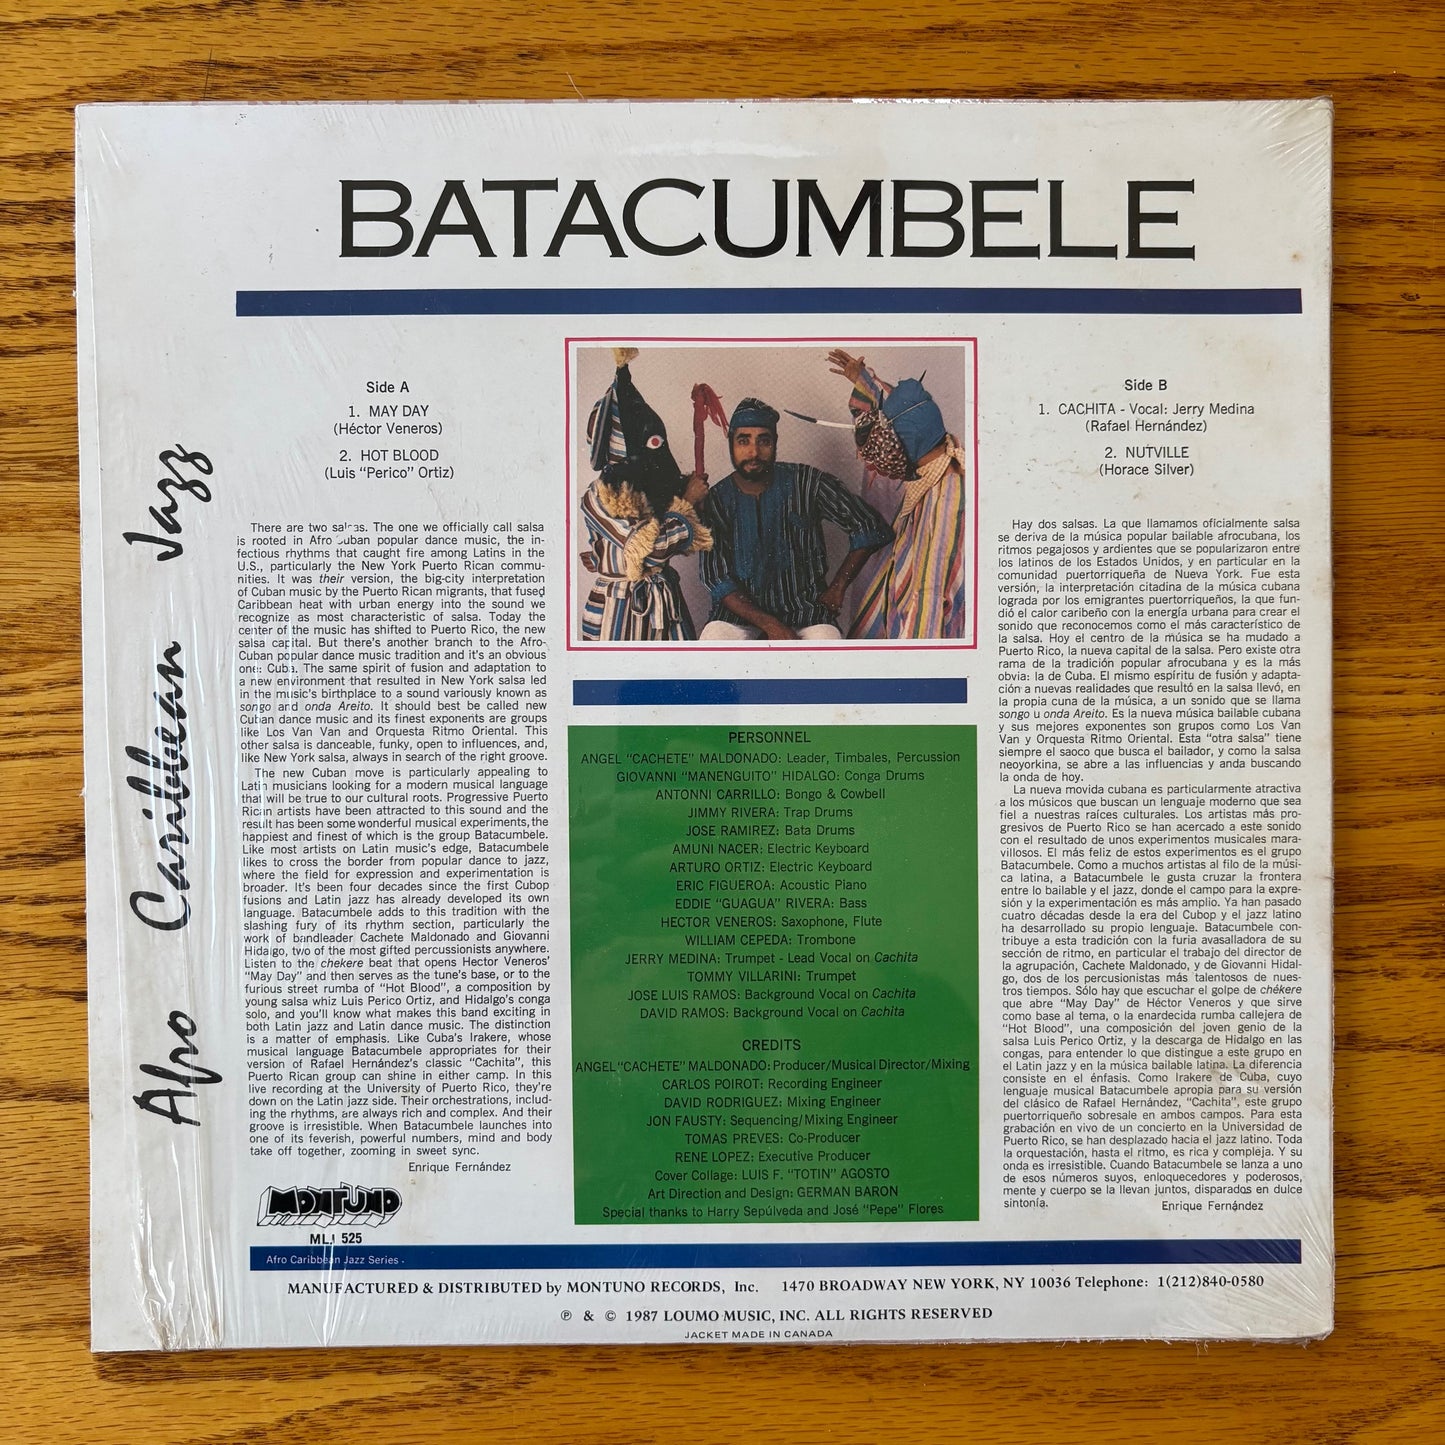 BATACUMBELE
Afro Caribbean Jazz
Side A
1. MAY DAY
(Héctor Veneros)
2. HOT BLOOD
(Luis "Perico" Ortiz)
There are two salsas. The one we officially call salsa
is rooted in Afro Cuban popular dance music, the in-
fectious rhythms that caught fire among Latins in the
U.S., particularly the New York Puerto Rican commu-
nities. It was their version, the big-city interpretation
of Cuban music by the Puerto Rican migrants, that fused
Caribbean heat with urban energy into the sound we
recognize as most characteristic of salsa. Today the
center of the music has shifted to Puerto Rico, the new
salsa capital. But there's another branch to the Afro-
Cuban popular dance music tradition and it's an obvious
one: Cuba. The same spirit of fusion and adaptation to
a new environment that resulted in New York salsa led
in the music's birthplace to a sound variously known as
songo and onda Areito. It should best be called new
Cuban dance music and its finest exponents are groups
like Los Van Van and Orquesta Ritmo Oriental. This
other salsa is danceable, funky, open to influences, and,
like New York salsa, always in search of the right groove.
The new Cuban move is particularly appealing to
Latin musicians looking for a modern musical language
that will be true to our cultural roots. Progressive Puerto
Rican artists have been attracted to this sound and the
result has been some wonderful musical experiments, the
happiest and finest of which is the group Batacumbele.
Like most artists on Latin music's edge, Batacumbele
likes to cross the border from popular dance to jazz,
where the field for expression and experimentation is
broader. It's been four decades since the first Cubop
fusions and Latin jazz has already developed its own
language. Batacumbele adds to this tradition with the
slashing fury of its rhythm section, particularly the
work of bandleader Cachete Maldonado and Giovanni
Hidalgo, two of the most gifted percussionists anywhere.
Listen to the chekere beat that opens Hector Veneros'
"May Day" and then serves as the tune's base, or to the
furious street rumba of "Hot Blood", a composition by
young salsa whiz Luis Perico Ortiz, and Hidalgo's conga
solo, and you'll know what makes this band exciting in
both Latin jazz and Latin dance music. The distinction
is a matter of emphasis. Like Cuba's Irakere, whose
musical language Batacumbele appropriates for their
version of Rafael Hernández's classic "Cachita", this
Puerto Rican group can shine in either camp. In this
live recording at the University of Puerto Rico, they're
down on the Latin jazz side. Their orchestrations, includ-
ing the rhythms, are always rich and complex. And their
groove is irresistible. When Batacumbele launches into
one of its feverish, powerful numbers, mind and body
take off together, zooming in sweet sync.
Enrique Fernández
MONTUNO
MLI 525
Afro Caribbean Jazz Series
PERSONNEL
ANGEL "CACHETE" MALDONADO: Leader, Timbales, Percussion
GIOVANNI "MANENGUITO" HIDALGO: Conga Drums
ANTONNI CARRILLO: Bongo & Cowbell
JIMMY RIVERA: Trap Drums
JOSE RAMIREZ: Bata Drums
AMUNI NACER: Electric Keyboard
ARTURO ORTIZ: Electric Keyboard
ERIC FIGUEROA: Acoustic Piano
EDDIE "GUAGUA" RIVERA: Bass
HECTOR VENEROS: Saxophone, Flute
WILLIAM CEPEDA: Trombone
JERRY MEDINA: Trumpet - Lead Vocal on Cachita
TOMMY VILLARINI: Trumpet
JOSE LUIS RAMOS: Background Vocal on Cachita
DAVID RAMOS: Background Vocal on Cachita
CREDITS
ANGEL "CACHETE" MALDONADO: Producer/Musical Director/Mixing
CARLOS POIROT: Recording Engineer
DAVID RODRIGUEZ: Mixing Engineer
JON FAUSTY: Sequencing/Mixing Engineer
TOMAS PREVES: Co-Producer
RENE LOPEZ: Executive Producer
Cover Collage: LUIS F. "TOTIN" AGOSTO
Art Direction and Design: GERMAN BARON
Special thanks to Harry Sepúlveda and José "Pepe" Flores
Side B
1. CACHITA - Vocal: Jerry Medina
(Rafael Hernández)
2. NUTVILLE
(Horace Silver)
Hay dos salsas. La que llamamos oficialmente salsa
se deriva de la música popular bailable afrocubana, los
ritmos pegajosos y ardientes que se popularizaron entre
los latinos de los Estados Unidos, y en particular en la
comunidad puertorriqueña de Nueva York. Fue esta
versión, la interpretación citadina de la música cubana
lograda por los emigrantes puertorriqueños, la que fun-
dió el calor caribeño con la energía urbana para crear el
sonido que reconocemos como el más característico de
la salsa. Hoy el centro de la música se ha mudado a
Puerto Rico, la nueva capital de la salsa. Pero existe otra
rama de la tradición popular afrocubana y es la más
obvia: la de Cuba. El mismo espíritu de fusión y adapta-
ción a nuevas realidades que resultó en la salsa llevó, en
la propia cuna de la música, a un sonido que se llama
songo u onda Areito. Es la nueva música bailable cubana
y sus mejores exponentes son grupos como Los Van
Van y Orquesta Ritmo Oriental. Esta "otra salsa" tiene
siempre el saoco que busca el bailador, y como la salsa
neoyorkina, se abre a las influencias y anda buscando
la onda de hoy.
La nueva movida cubana es particularmente atractiva
a los músicos que buscan un lenguaje moderno que sea
fiel a nuestras raíces culturales. Los artistas más pro-
gresivos de Puerto Rico se han acercado a este sonido
con el resultado de unos experimentos musicales mara-
villosos. El más feliz de estos experimentos es el grupo
Batacumbele. Como a muchos artistas al filo de la músi-
ca latina, a Batacumbele le gusta cruzar la frontera
entre lo bailable y el jazz, donde el campo para la expre-
sión y la experimentación es más amplio. Ya han pasado
cuatro décadas desde la era del Cubop y el jazz latino
ha desarrollado su propio lenguaje. Batacumbele con-
tribuye a esta tradición con la furia avasalladora de su
sección de ritmo, en particular el trabajo del director de
la agrupación, Cachete Maldonado, y de Giovanni Hidal-
go, dos de los percusionistas más talentosos de nues-
tros tiempos. Sólo hay que escuchar el golpe de chékere
que abre "May Day" de Héctor Veneros y que sirve
como base al tema, o la enardecida rumba callejera de
"Hot Blood", una composición del joven genio de la
salsa Luis Perico Ortiz, y la descarga de Hidalgo en las
congas, para entender lo que distingue a este grupo en
el Latin jazz y en la música bailable latina. La diferencia
consiste en el énfasis. Como Irakere de Cuba, cuyo
lenguaje musical Batacumbele apropia para su versión
del clásico de Rafael Hernández, "Cachita", este grupo
puertorriqueño sobresale en ambos campos. Para esta
grabación en vivo de un concierto en la Universidad de
Puerto Rico, se han desplazado hacia el jazz latino. Toda
la orquestación, hasta el ritmo, es rica y compleja. Y su
onda es irresistible. Cuando Batacumbele se lanza a uno
de esos números suyos, enloquecedores y poderosos,
mente y cuerpo se la llevan juntos, disparados en dulce
sintonía.
Enrique Fernández
MANUFACTURED & DISTRIBUTED by MONTUNO RECORDS, Inc. 1470 BROADWAY NEW YORK, NY 10036 Telephone: 1(212)840-0580
℗ & © 1987 LOUMO MUSIC, INC. ALL RIGHTS RESERVED
JACKET MADE IN CANADA